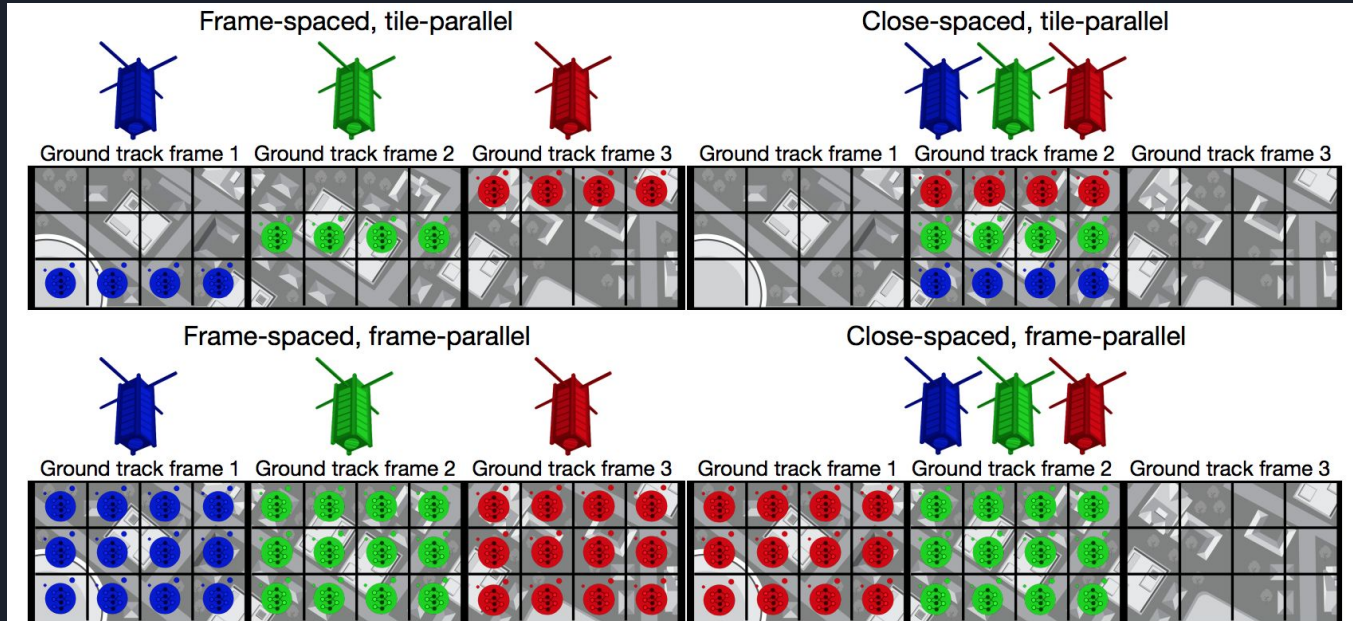 Frame-spaced, tile-parallel
Close-spaced, tile-parallel
Ground track frame 1 Ground track frame 2 Ground track frame 3
Ground track frame 1 Ground track frame 2 Ground track frame 3
Frame-spaced, frame-parallel
Close-spaced, frame-parallel
Ground track frame 1 Ground track frame 2 Ground track frame 3
Ground track frame 1 Ground track frame 2 Ground track frame 3